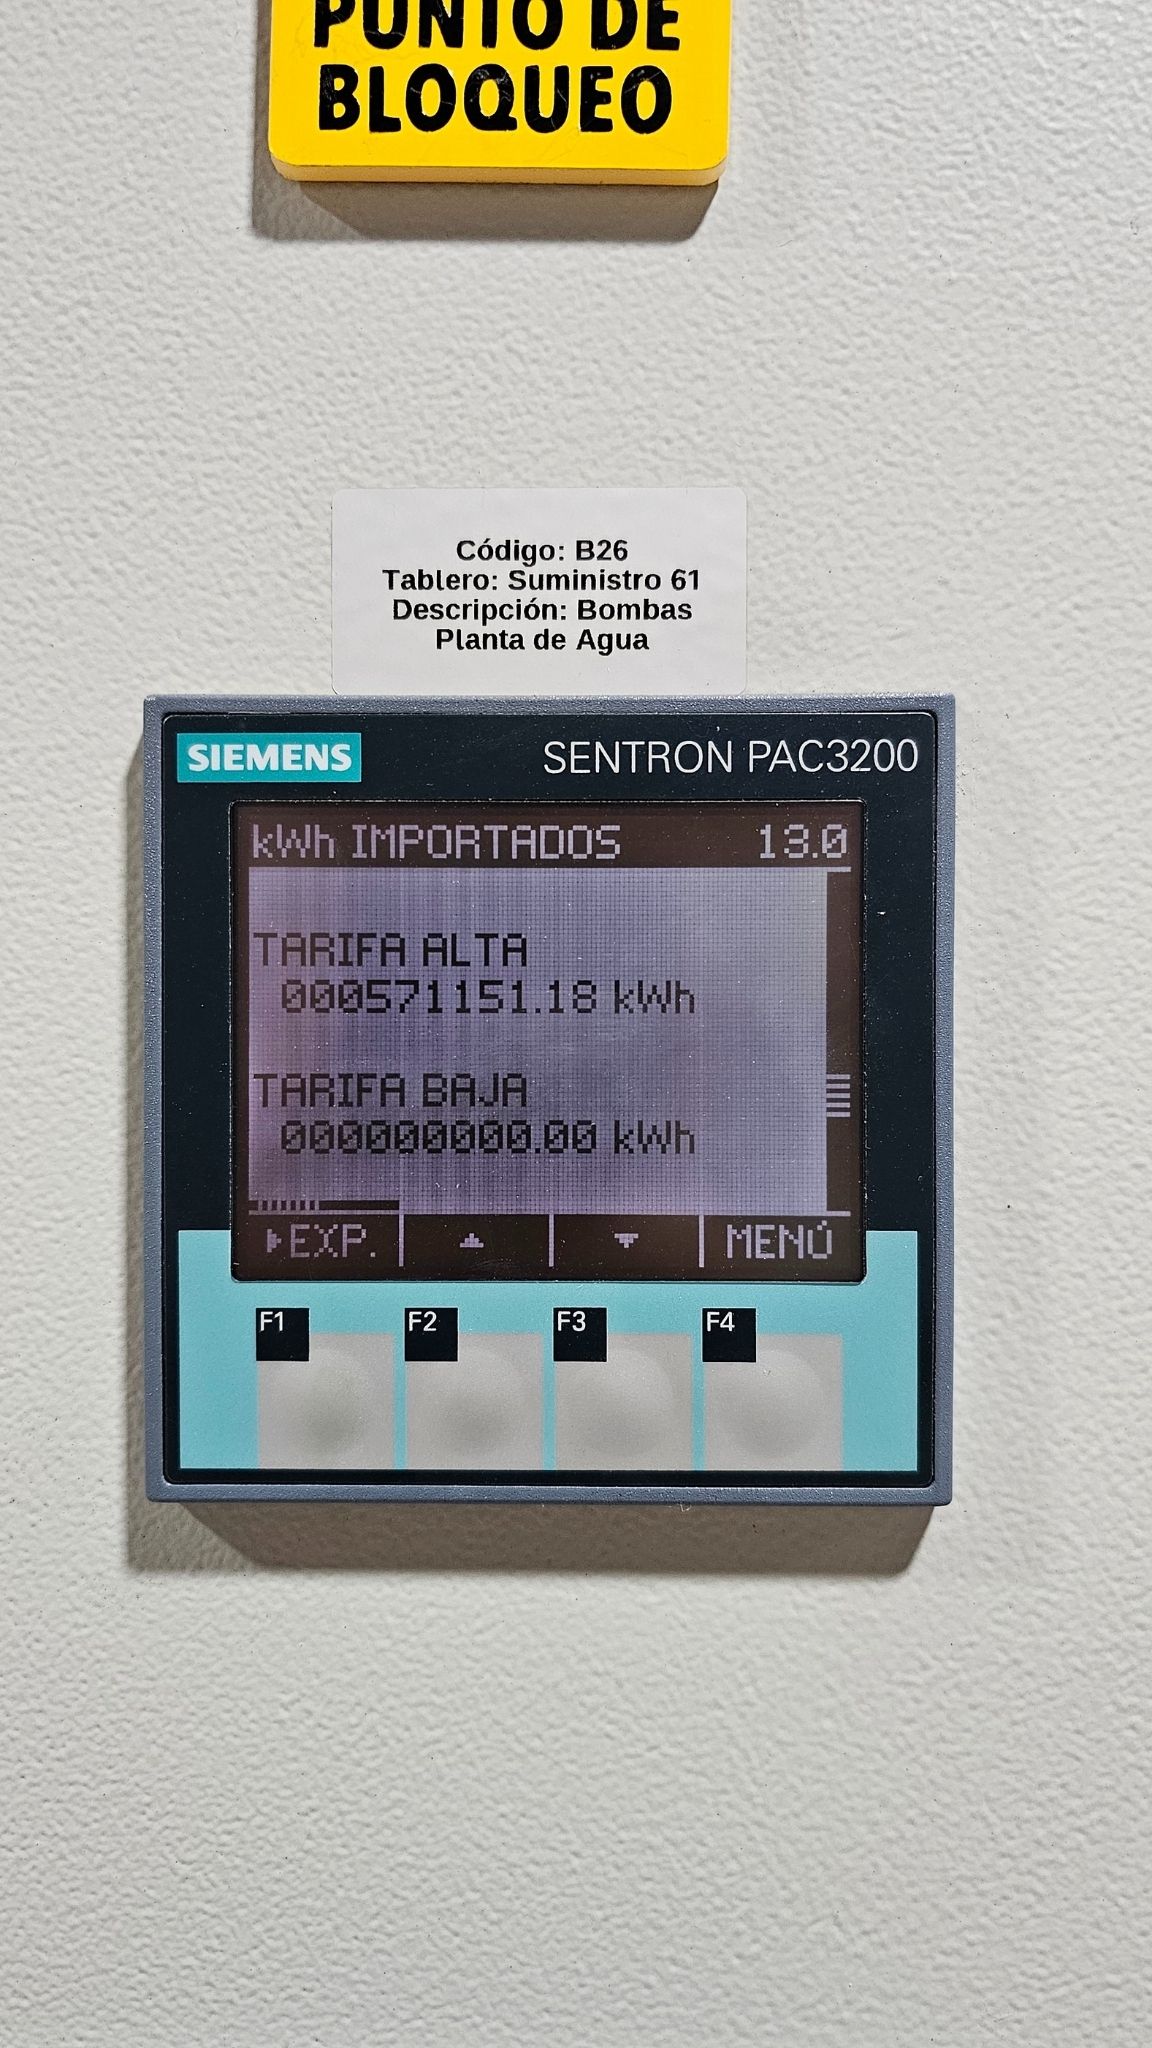 PUNTO DE
BLOQUEO
Código: B26
Tablero: Suministro 61
Descripción: Bombas
Planta de Agua
SIEMENS SENTRON PAC3200
kWh IMPORTADOS 13.0
TARIFA ALTA
000571151.18 kWh
TARIFA BAJA
000000000.00 kWh
▸EXP. ▲ ▼ MENÚ
F1 F2 F3 F4